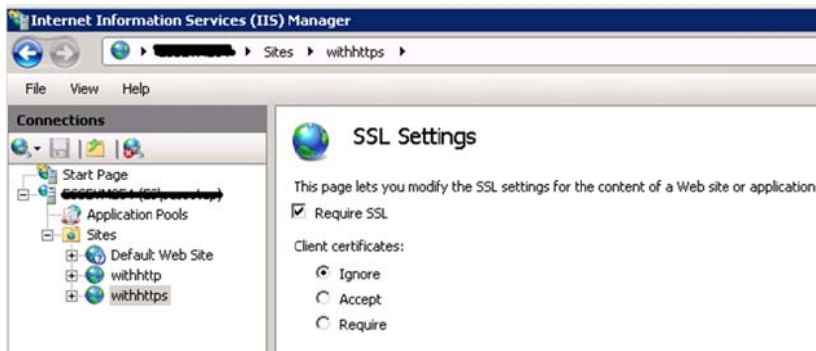 Internet Information Services (IIS) Manager
Sites withhttps
File View Help
Connections
Start Page
Application Pools
Sites
Default Web Site
withhttp
withhttps
SSL Settings
This page lets you modify the SSL settings for the content of a Web site or application
Require SSL
Client certificates:
Ignore
Accept
Require